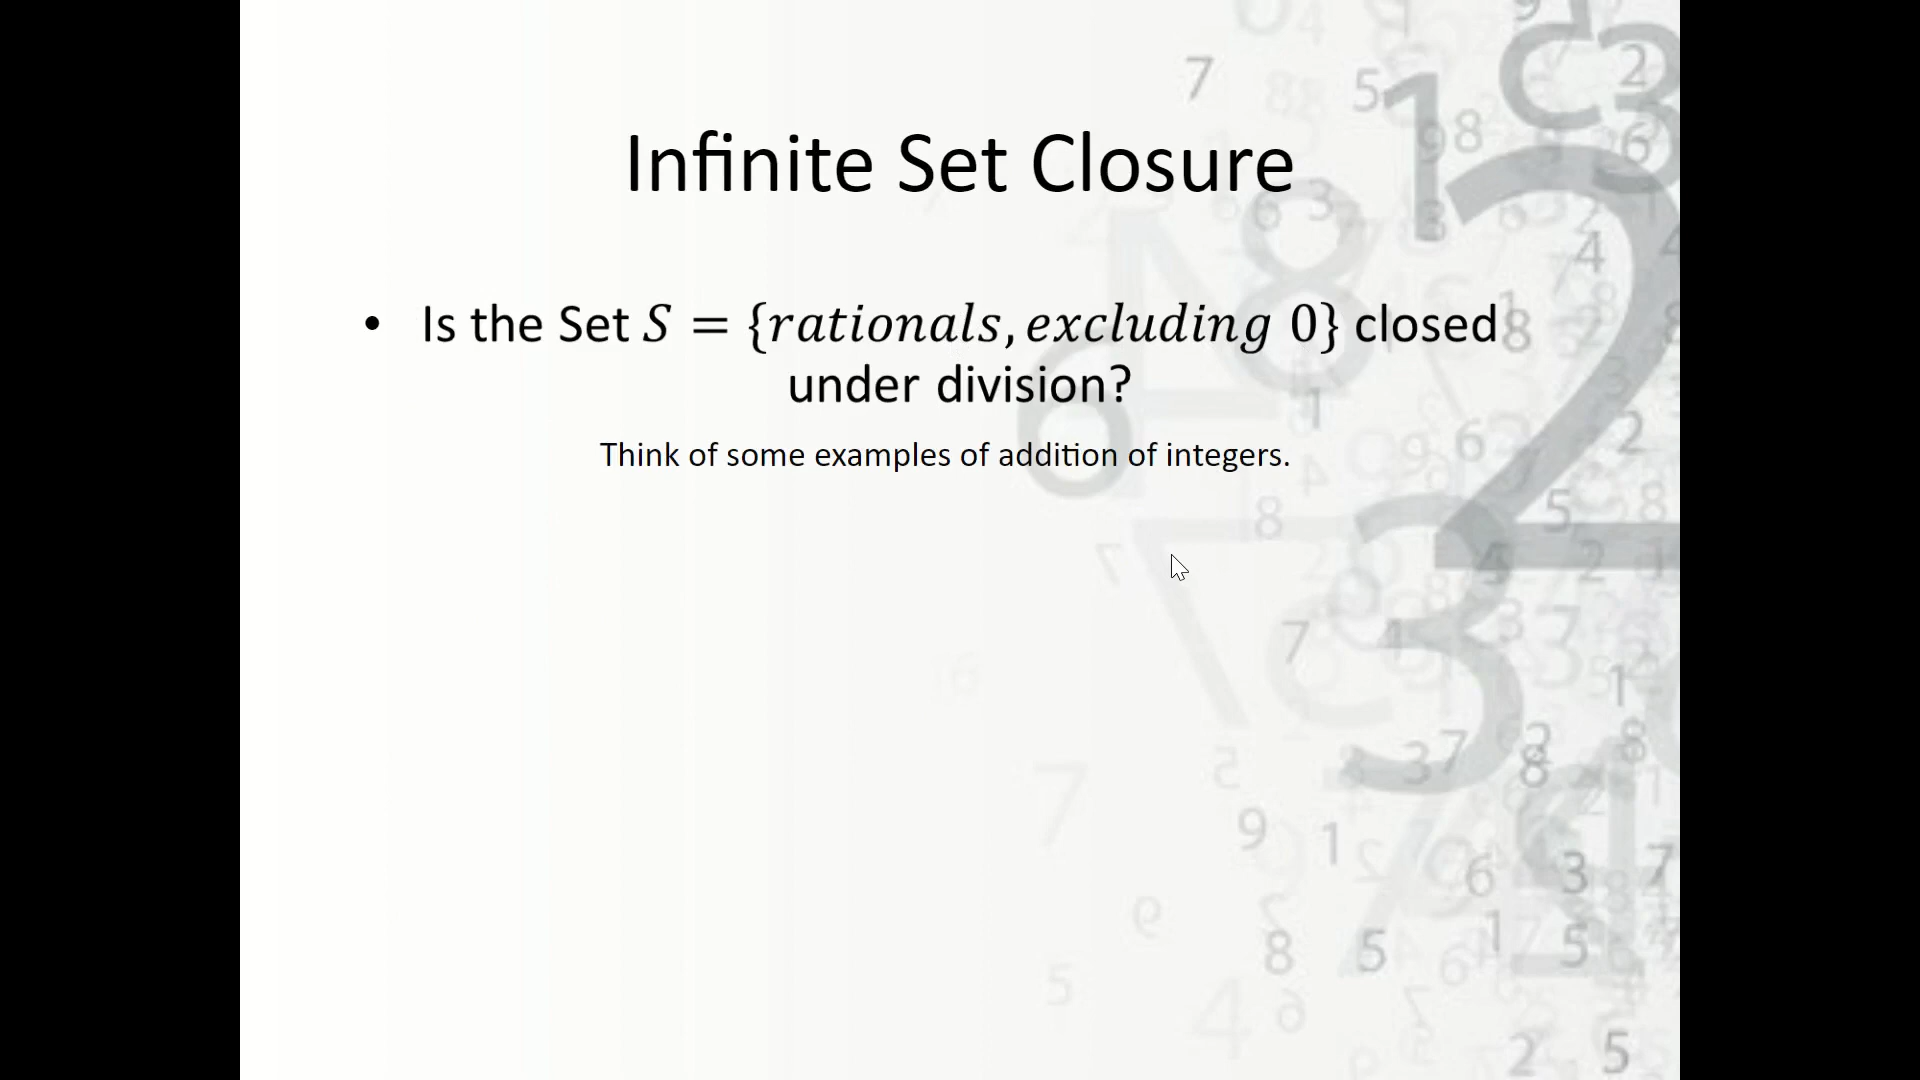 Infinite Set Closure
• Is the Set S = {rationals, excluding 0} closed
under division?
Think of some examples of addition of integers.